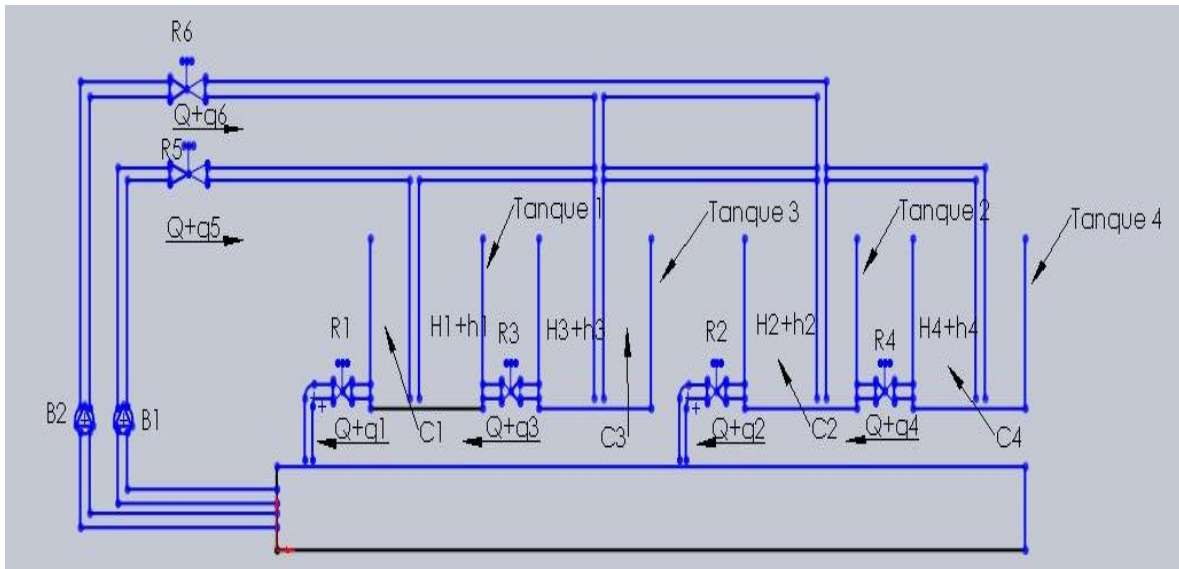 R6
Q+q6
R5
Q+q5
Tanque 1
Tanque 3
Tanque 2
Tanque 4
R1
H1+h1
R3
H3+h3
R2
H2+h2
R4
H4+h4
B2
B1
Q+q1
C1
Q+q3
C3
Q+q2
C2
Q+q4
C4